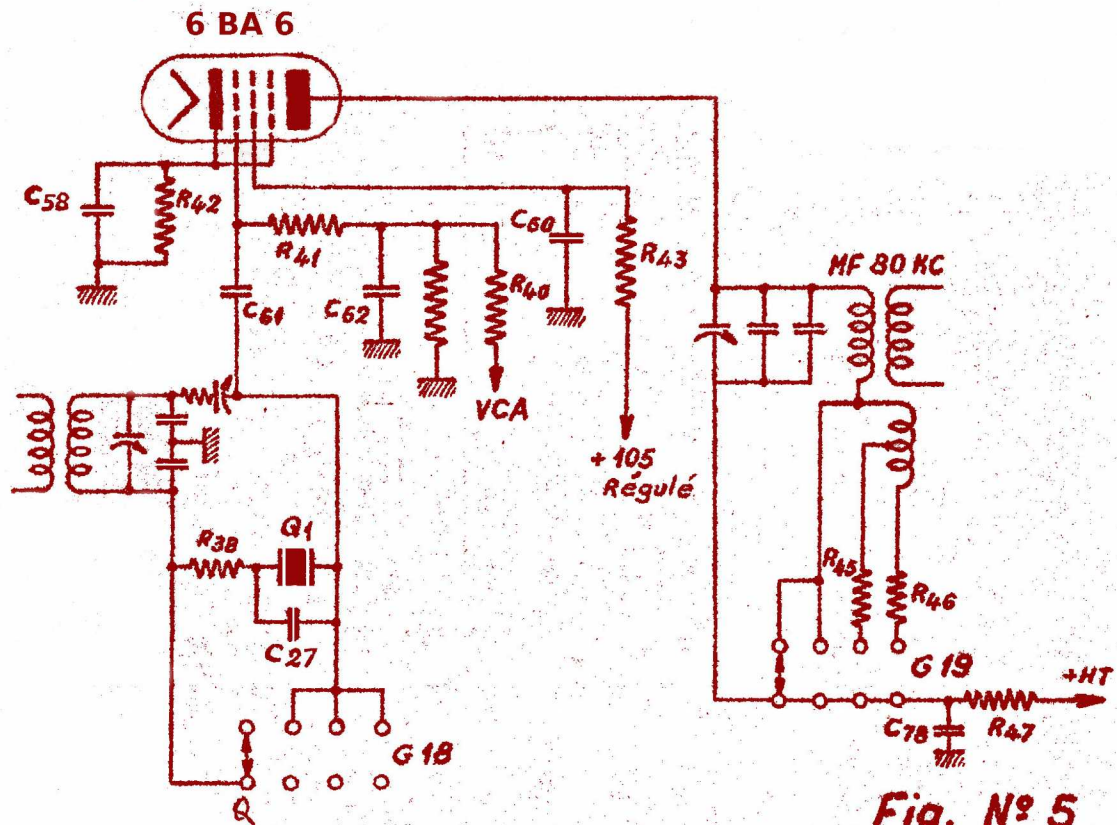 6 BA 6
C58
R42
R41
C61
C62
R40
C60
R43
VCA
+ 105
Régulé
MF 80 KC
R38
Q1
C27
G 18
Q
R45
R46
G 19
+HT
C78
R47
Fig. Nº 5